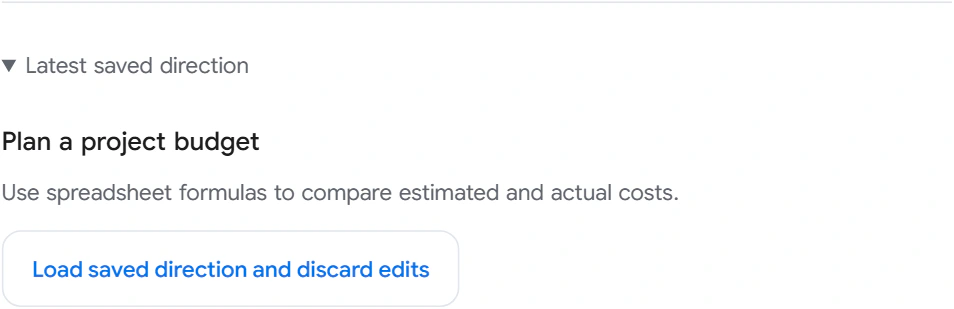 Latest saved direction
Plan a project budget
Use spreadsheet formulas to compare estimated and actual costs.
Load saved direction and discard edits